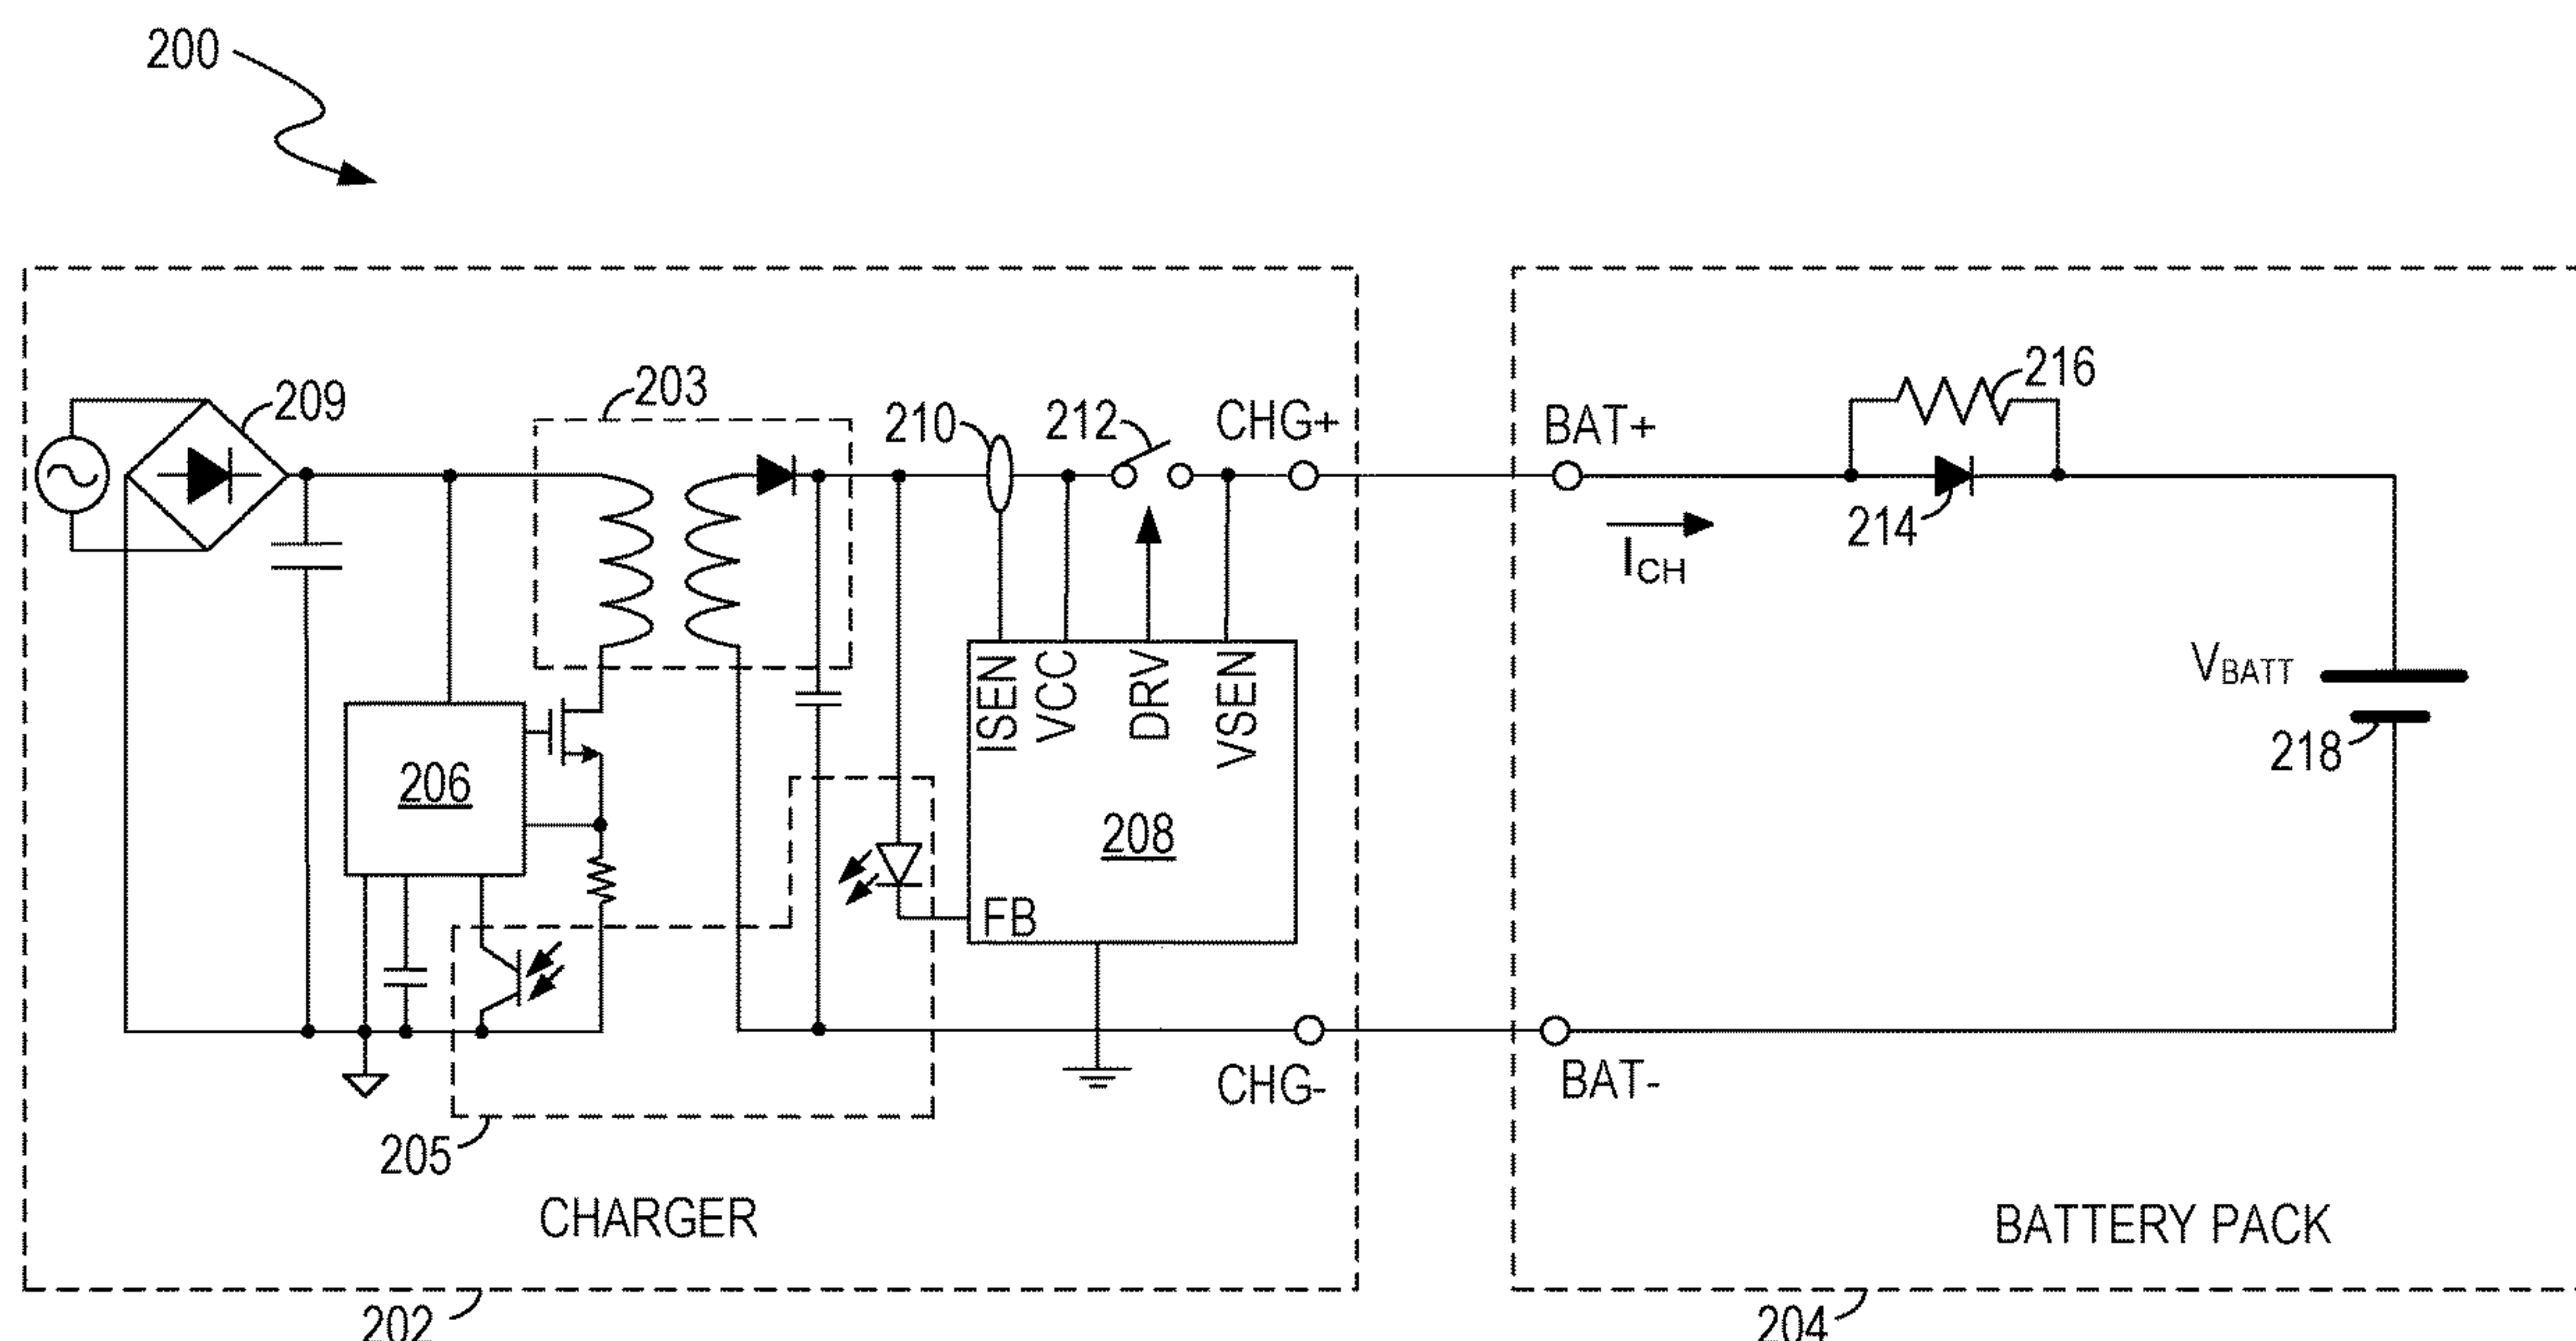 200
209
203
210
212
CHG+
BAT+
216
214
I_CH
ISEN
VCC
DRV
VSEN
V_BATT
218
206
208
FB
205
CHG-
BAT-
CHARGER
BATTERY PACK
202
204